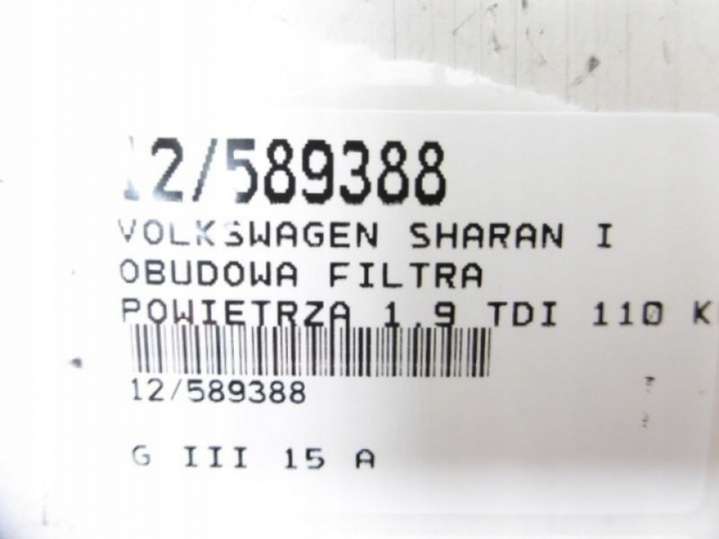 12/589388
VOLKSWAGEN SHARAN I
OBUDOWA FILTRA
POWIETRZA 1.9 TDI 110 K
12/589388
G III 15 A